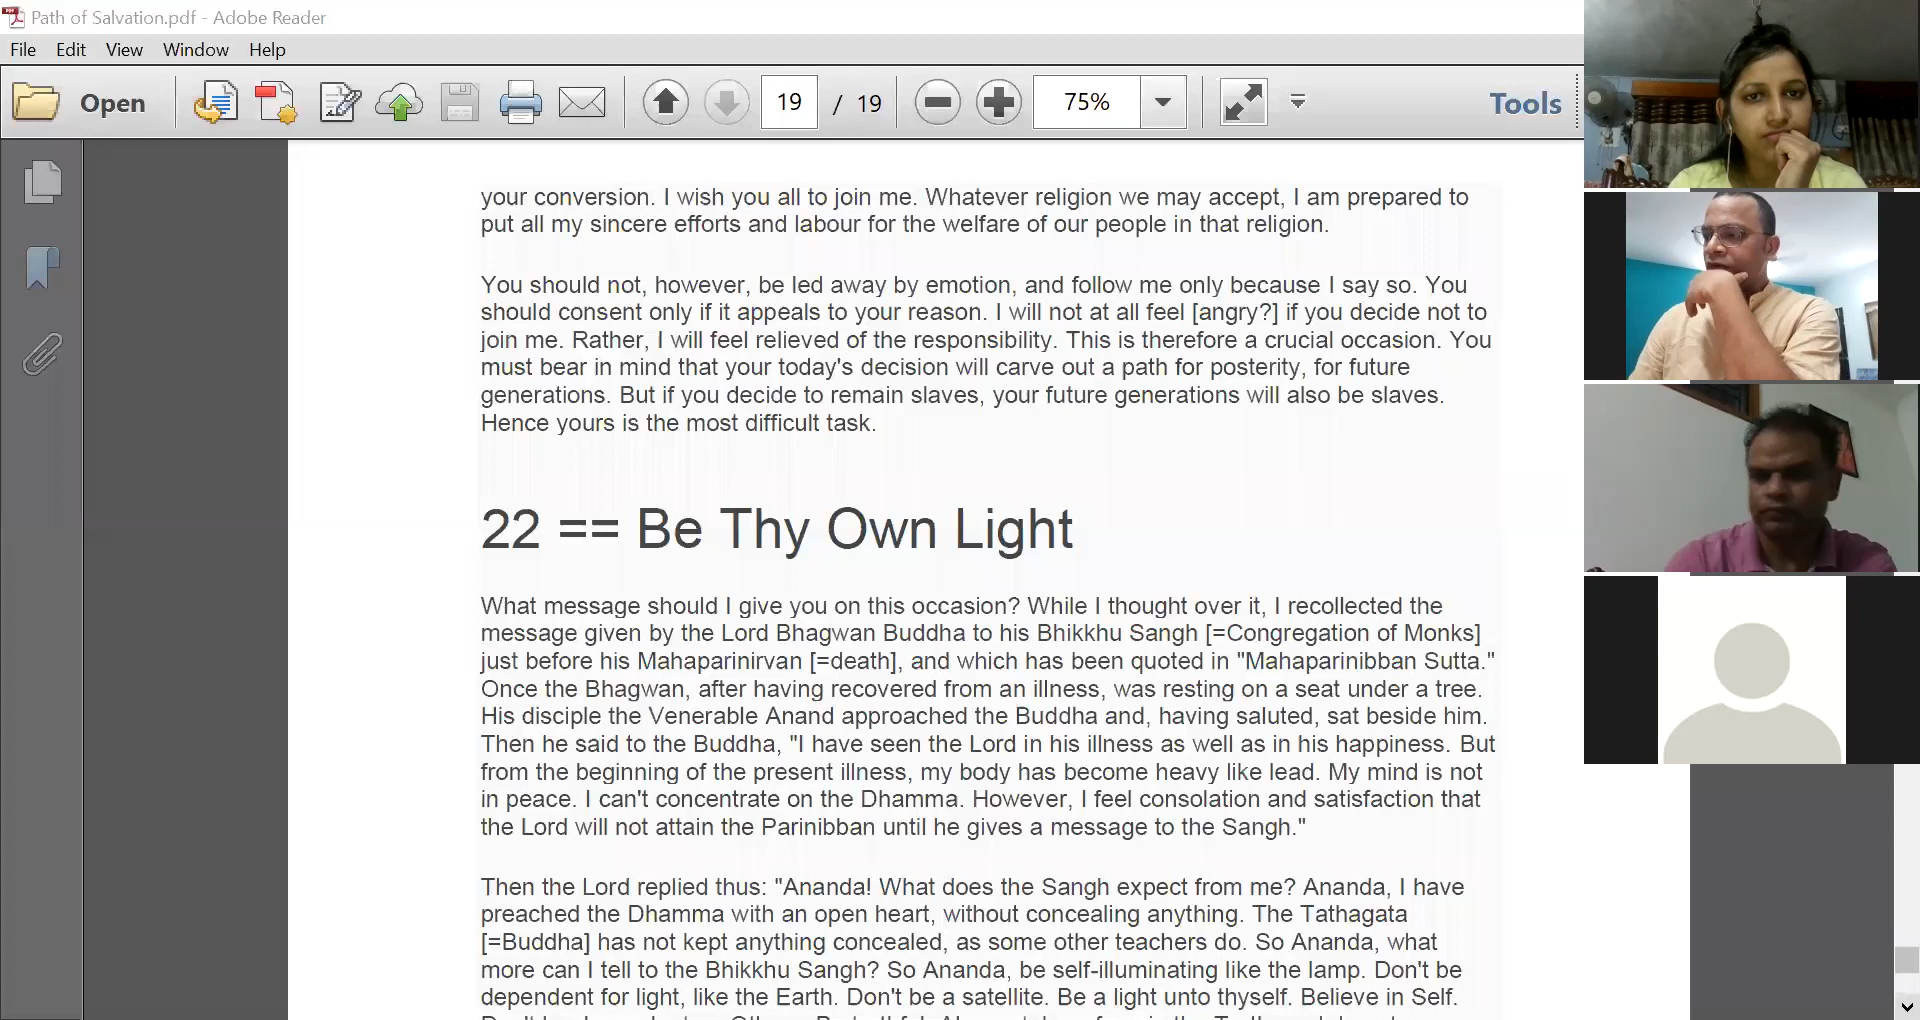 Path of Salvation.pdf - Adobe Reader
File Edit View Window Help
Open 19 / 19 75% Tools
your conversion. I wish you all to join me. Whatever religion we may accept, I am prepared to
put all my sincere efforts and labour for the welfare of our people in that religion.
You should not, however, be led away by emotion, and follow me only because I say so. You
should consent only if it appeals to your reason. I will not at all feel [angry?] if you decide not to
join me. Rather, I will feel relieved of the responsibility. This is therefore a crucial occasion. You
must bear in mind that your today's decision will carve out a path for posterity, for future
generations. But if you decide to remain slaves, your future generations will also be slaves.
Hence yours is the most difficult task.
22 == Be Thy Own Light
What message should I give you on this occasion? While I thought over it, I recollected the
message given by the Lord Bhagwan Buddha to his Bhikkhu Sangh [=Congregation of Monks]
just before his Mahaparinirvan [=death], and which has been quoted in "Mahaparinibban Sutta."
Once the Bhagwan, after having recovered from an illness, was resting on a seat under a tree.
His disciple the Venerable Anand approached the Buddha and, having saluted, sat beside him.
Then he said to the Buddha, "I have seen the Lord in his illness as well as in his happiness. But
from the beginning of the present illness, my body has become heavy like lead. My mind is not
in peace. I can't concentrate on the Dhamma. However, I feel consolation and satisfaction that
the Lord will not attain the Parinibban until he gives a message to the Sangh."
Then the Lord replied thus: "Ananda! What does the Sangh expect from me? Ananda, I have
preached the Dhamma with an open heart, without concealing anything. The Tathagata
[=Buddha] has not kept anything concealed, as some other teachers do. So Ananda, what
more can I tell to the Bhikkhu Sangh? So Ananda, be self-illuminating like the lamp. Don't be
dependent for light, like the Earth. Don't be a satellite. Be a light unto thyself. Believe in Self.